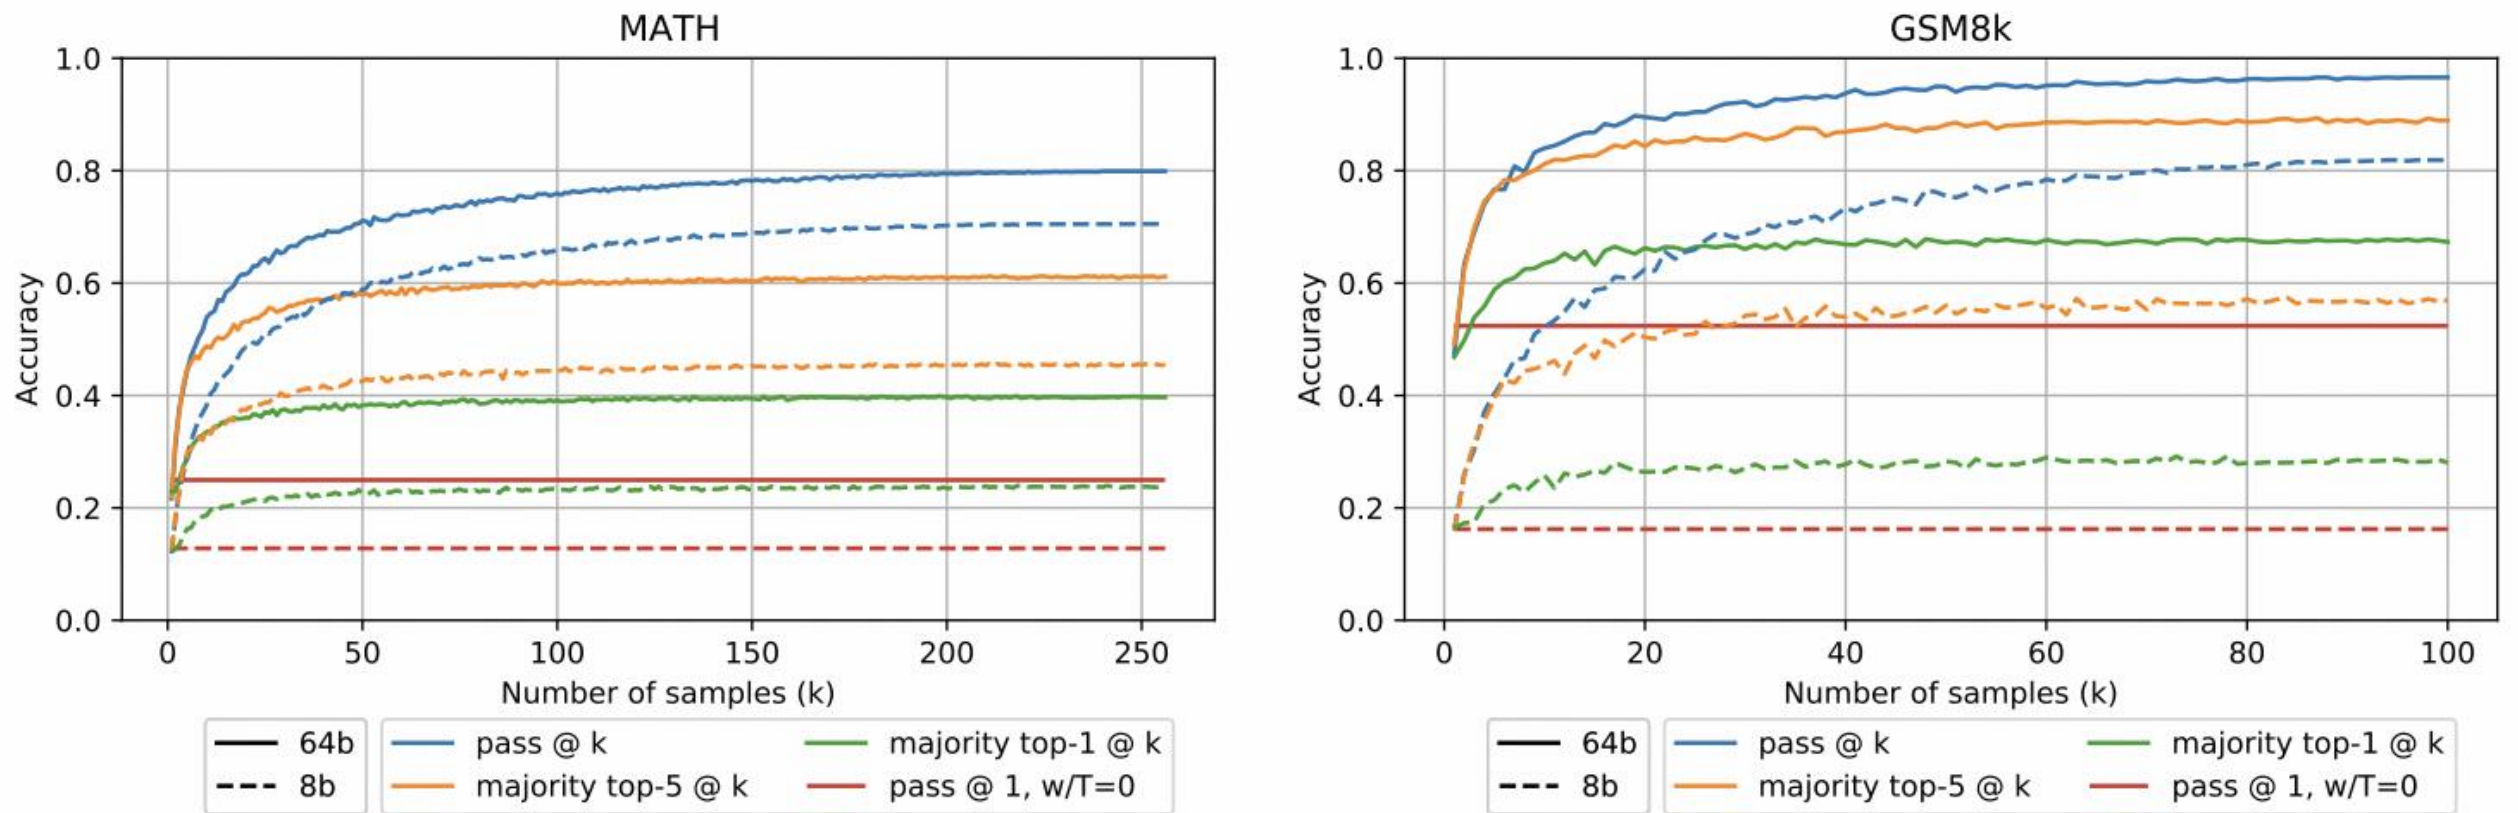 MATH
1.0
0.8
0.6
0.4
0.2
0.0
Accuracy
0 50 100 150 200 250
Number of samples (k)
64b
8b
pass @ k
majority top-5 @ k
majority top-1 @ k
pass @ 1, w/T=0
GSM8k
1.0
0.8
0.6
0.4
0.2
0.0
Accuracy
0 20 40 60 80 100
Number of samples (k)
64b
8b
pass @ k
majority top-5 @ k
majority top-1 @ k
pass @ 1, w/T=0